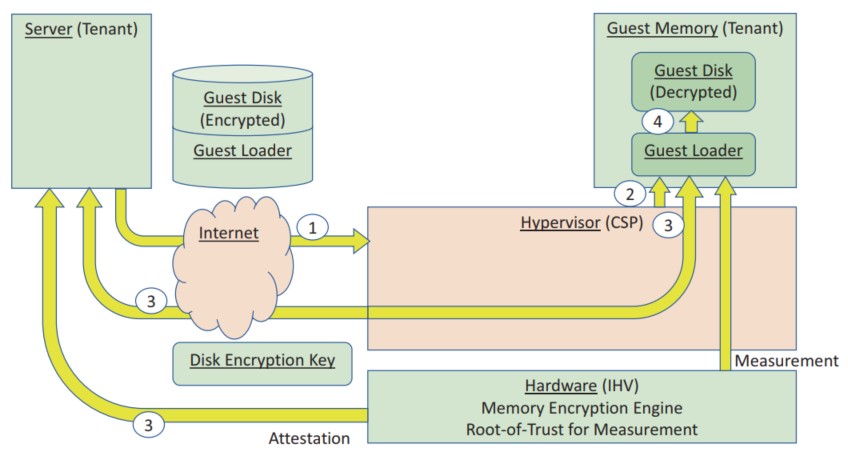 Server (Tenant)
Guest Memory (Tenant)
Guest Disk
(Encrypted)
Guest Loader
Guest Disk
(Decrypted)
4
Guest Loader
2
Internet
1
Hypervisor (CSP)
3
3
Disk Encryption Key
Measurement
Hardware (IHV)
Memory Encryption Engine
Root-of-Trust for Measurement
3
Attestation